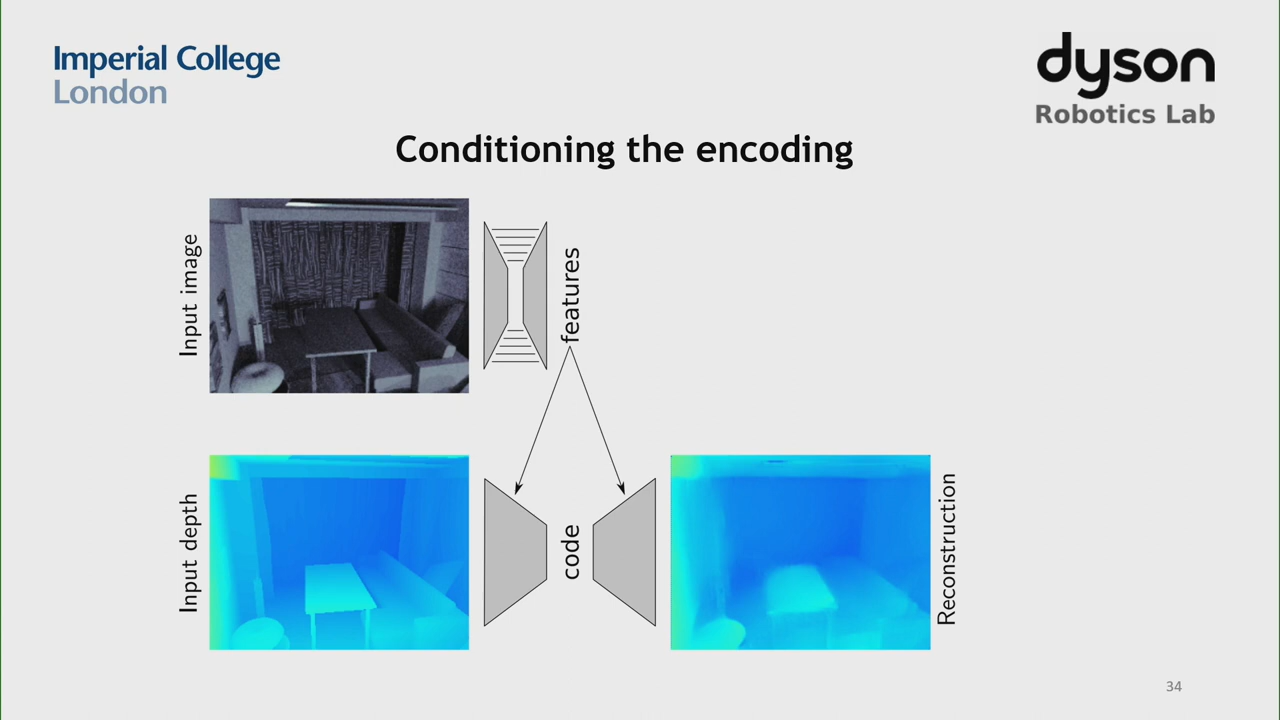 Imperial College
London
dyson
Robotics Lab
Conditioning the encoding
Input image
features
Input depth
code
Reconstruction
34